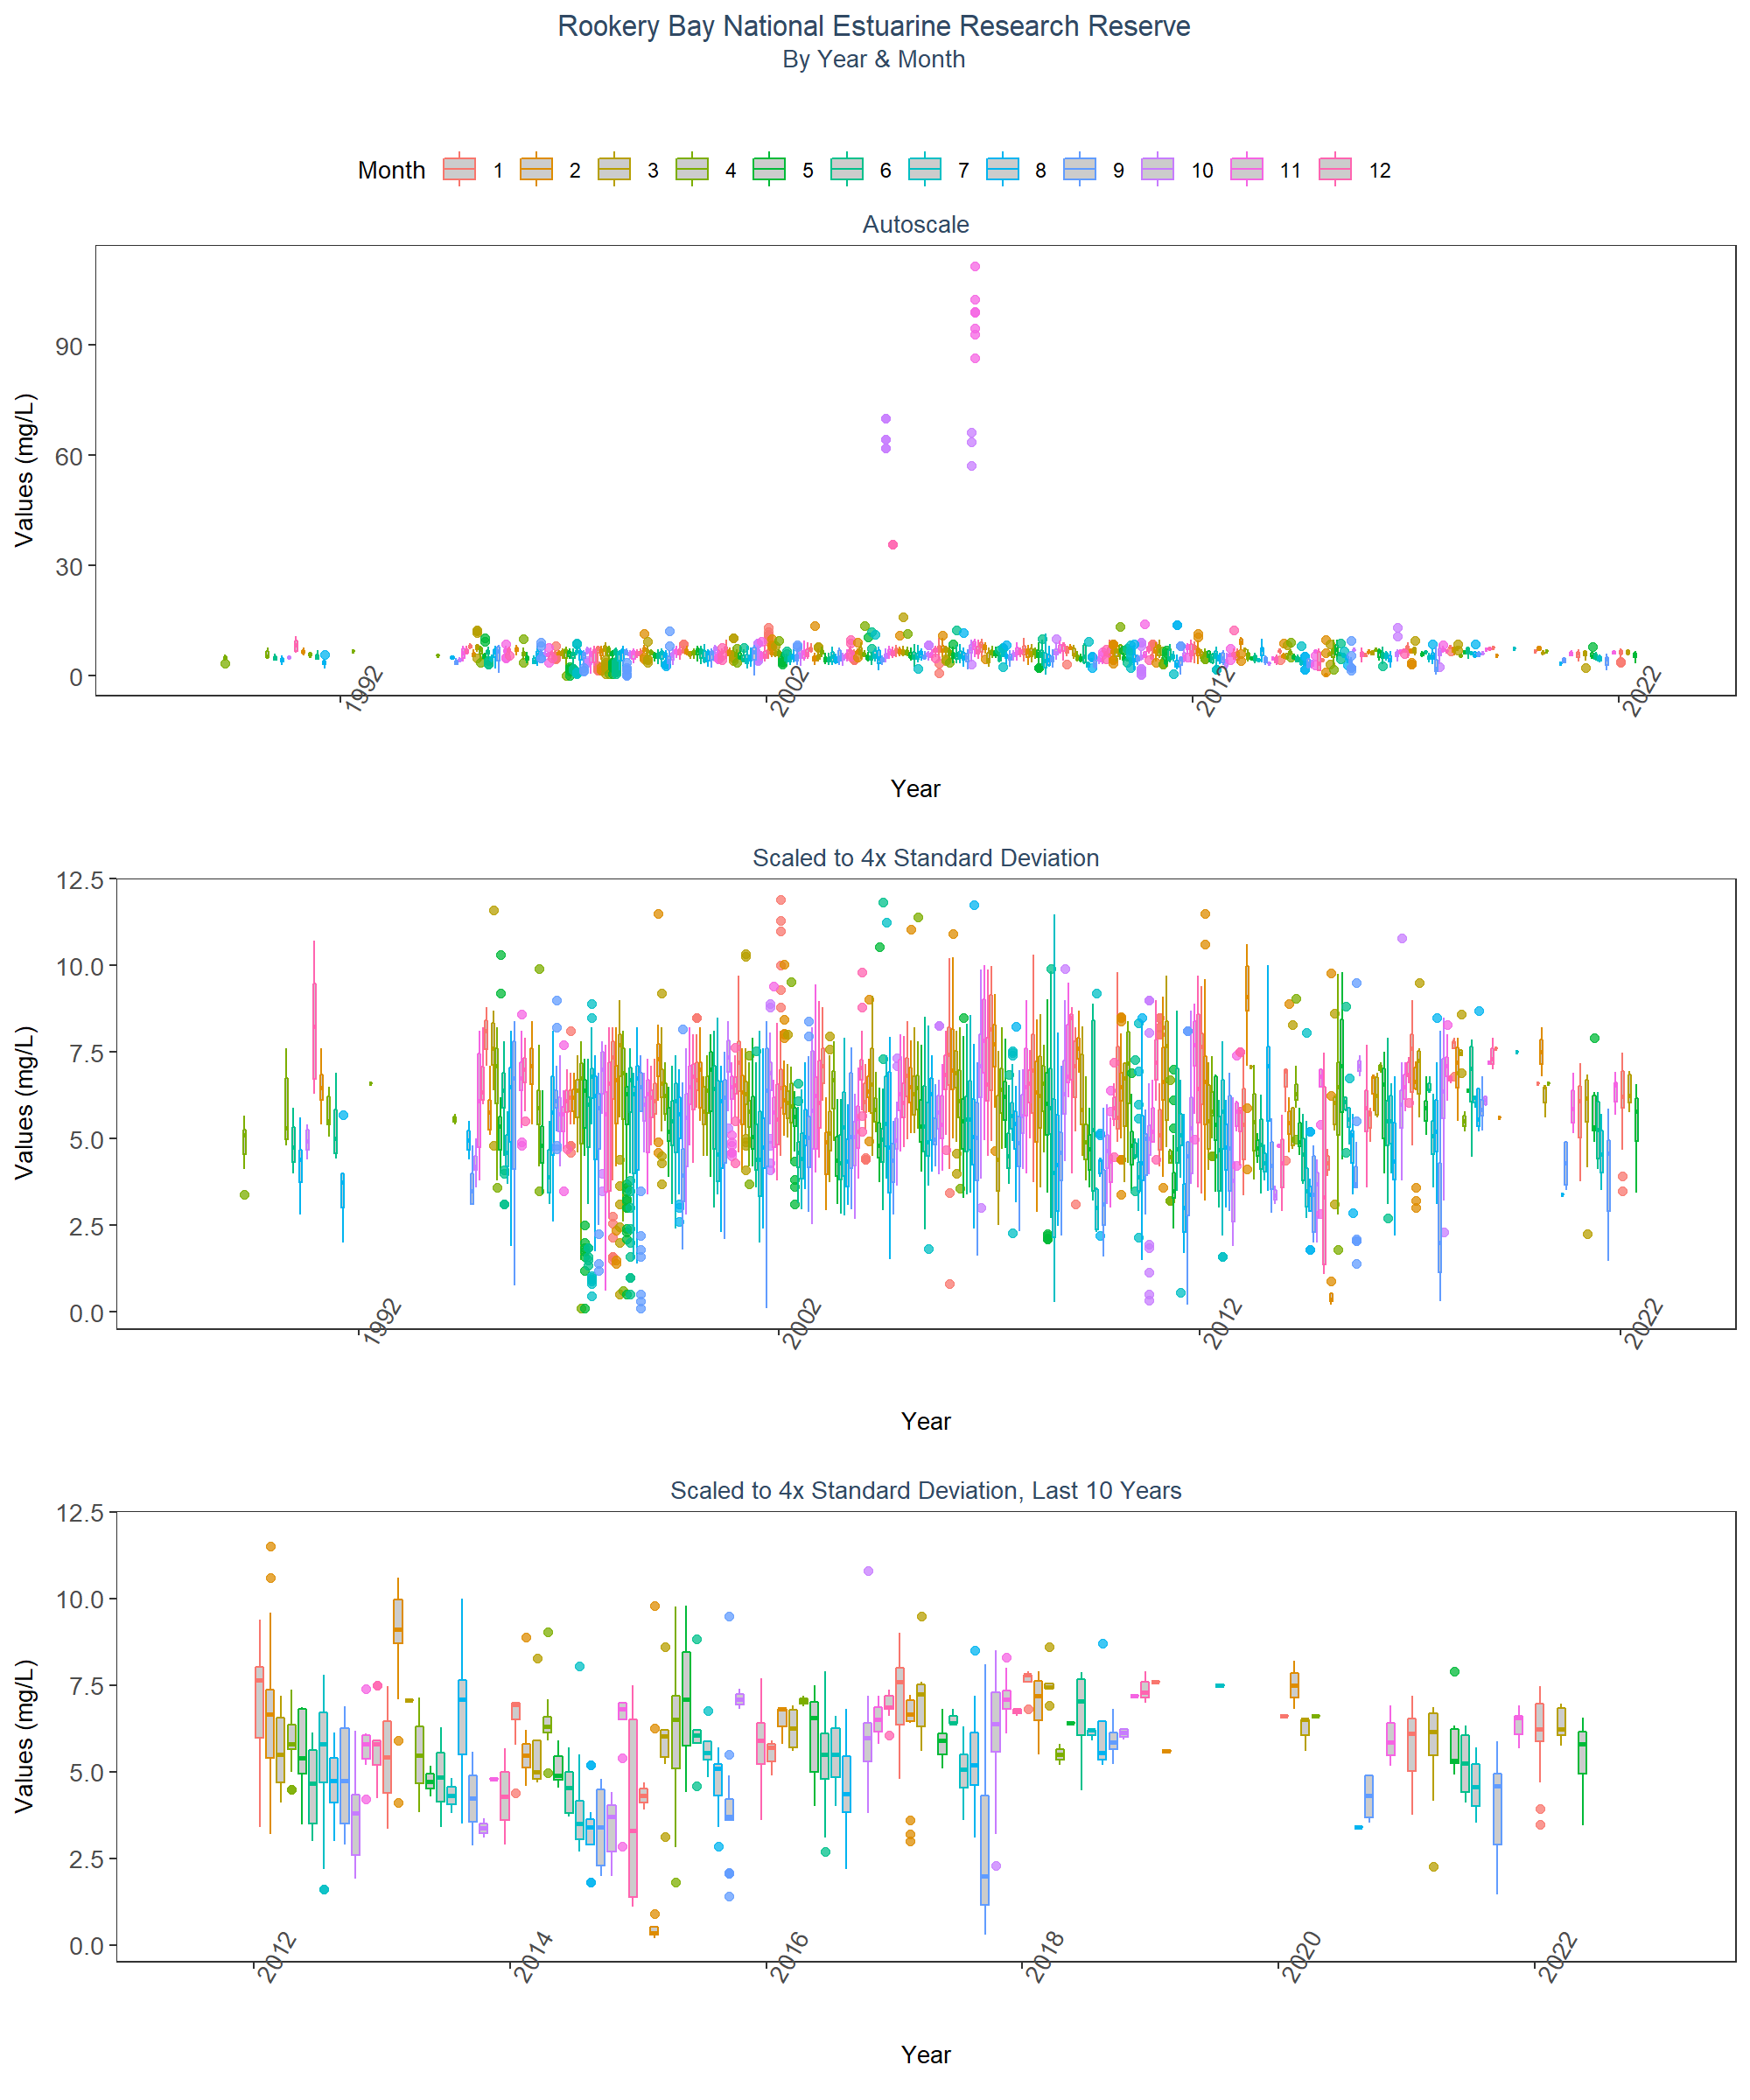 Rookery Bay National Estuarine Research Reserve
By Year & Month
Month 1 2 3 4 5 6 7 8 9 10 11 12
Autoscale
Values (mg/L)
90
60
30
0
1992 2002 2012 2022
Year
Scaled to 4x Standard Deviation
Values (mg/L)
12.5
10.0
7.5
5.0
2.5
0.0
1992 2002 2012 2022
Year
Scaled to 4x Standard Deviation, Last 10 Years
Values (mg/L)
12.5
10.0
7.5
5.0
2.5
0.0
2012 2014 2016 2018 2020 2022
Year